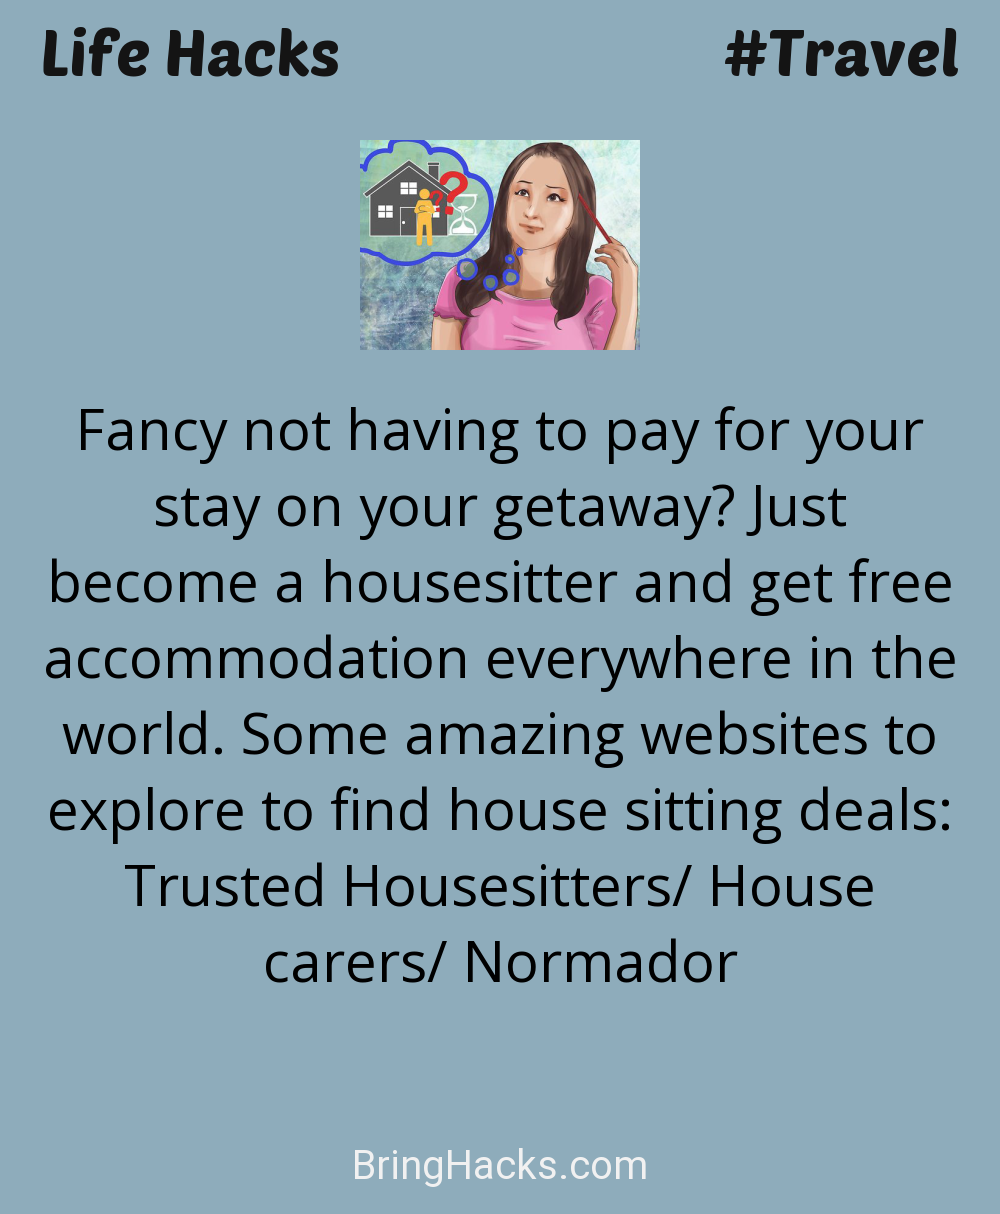 Life Hacks #Travel
??
Fancy not having to pay for your
stay on your getaway? Just
become a housesitter and get free
accommodation everywhere in the
world. Some amazing websites to
explore to find house sitting deals:
Trusted Housesitters/ House
carers/ Normador
BringHacks.com